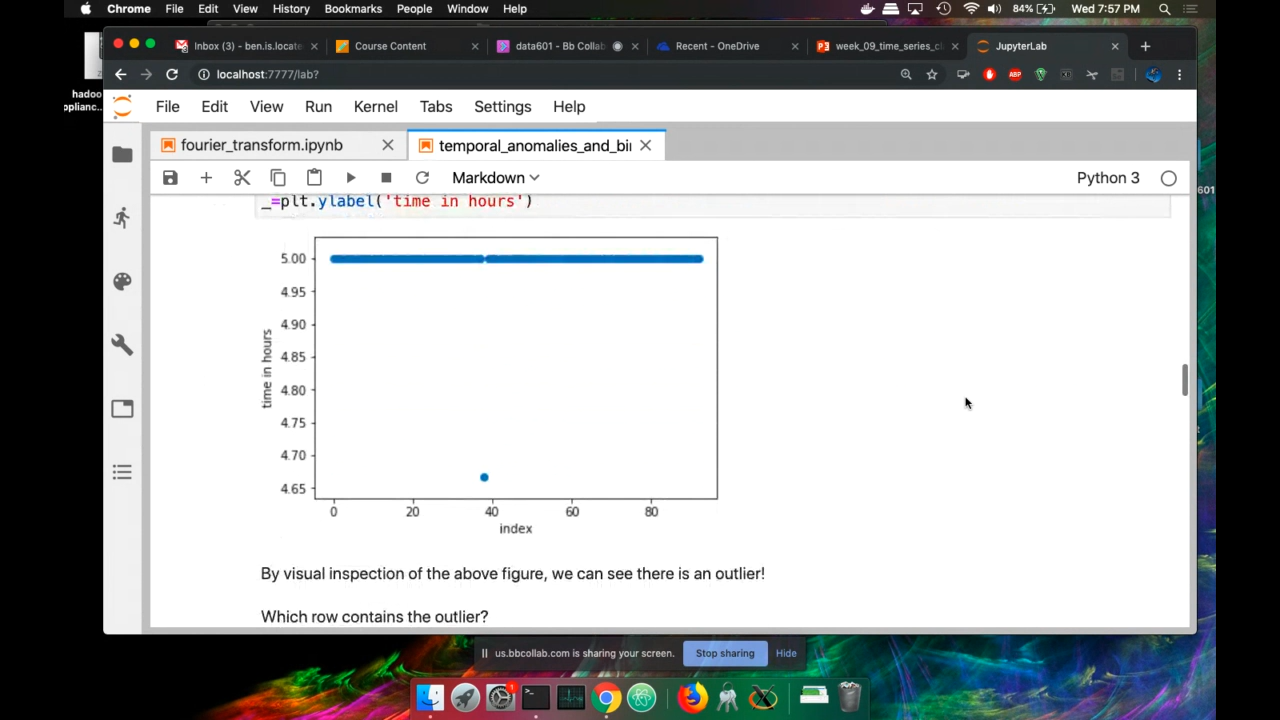 Chrome File Edit View History Bookmarks People Window Help 84% Wed 7:57 PM
Inbox (3) - ben.is.locate Course Content data601 - Bb Collab Recent - OneDrive week_09_time_series_cl JupyterLab
localhost:7777/lab?
hadoo
pplianc...
File Edit View Run Kernel Tabs Settings Help
fourier_transform.ipynb temporal_anomalies_and_bin
Markdown Python 3
601
_=plt.ylabel('time in hours')
5.00
4.95
4.90
4.85
4.80
4.75
4.70
4.65
time in hours
0 20 40 60 80
index
By visual inspection of the above figure, we can see there is an outlier!
Which row contains the outlier?
us.bbcollab.com is sharing your screen. Stop sharing Hide